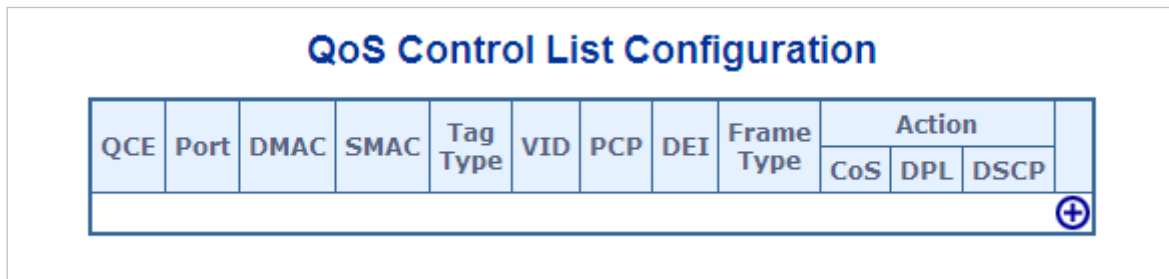 QoS Control List Configuration
QCE Port DMAC SMAC Tag Type VID PCP DEI Frame Type Action
CoS DPL DSCP